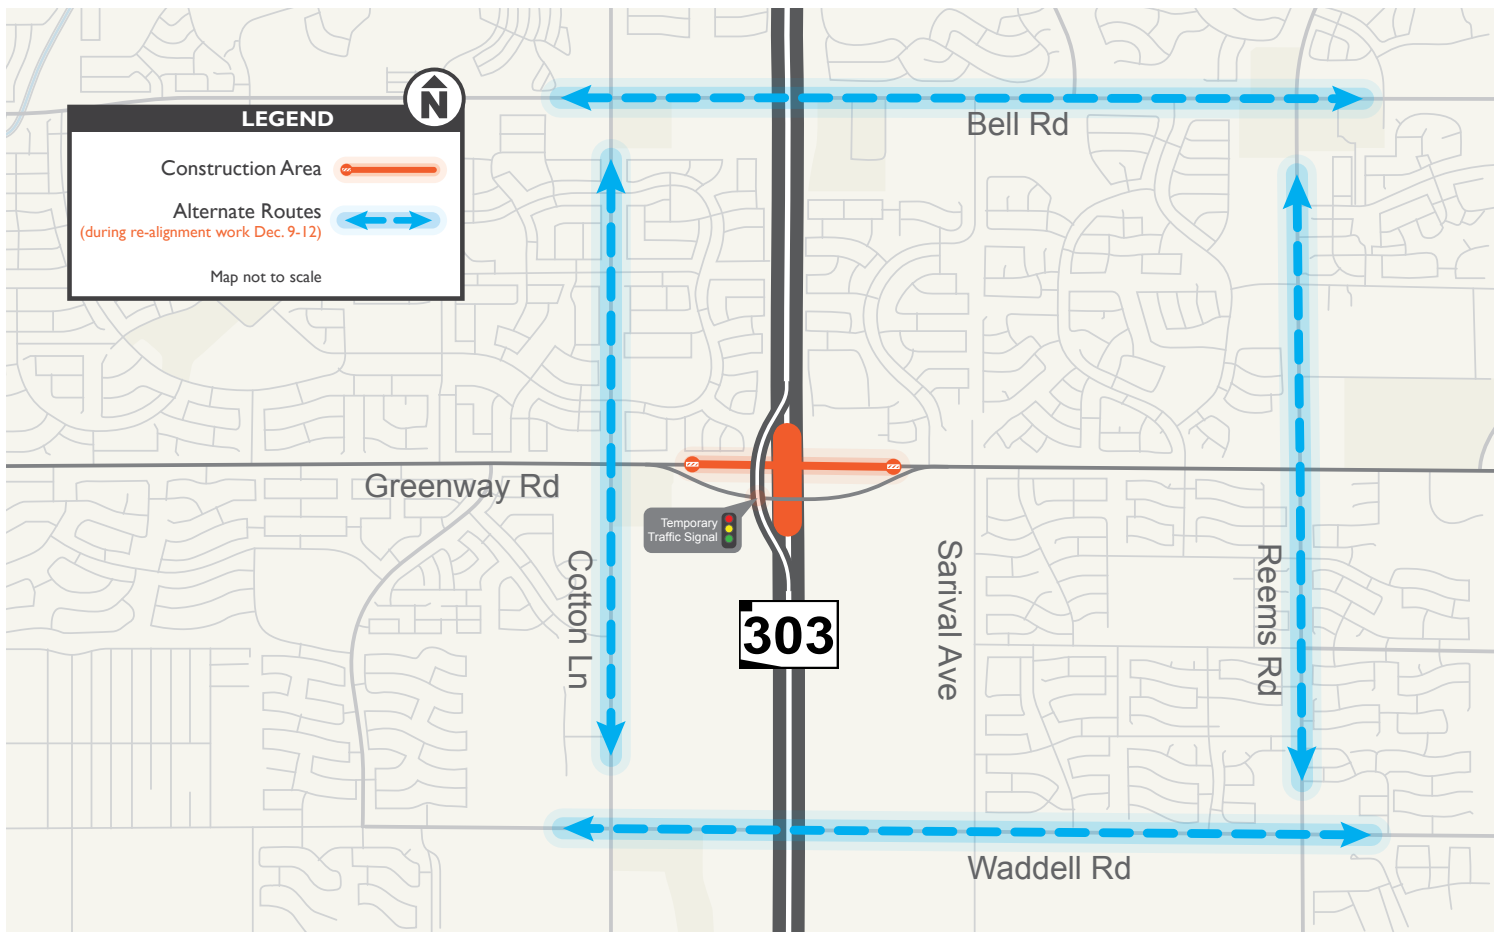 N
LEGEND
Construction Area
Alternate Routes
(during re-alignment work Dec. 9-12)
Map not to scale
Bell Rd
Greenway Rd
Temporary
Traffic Signal
Cotton Ln
303
Sarival Ave
Reems Rd
Waddell Rd